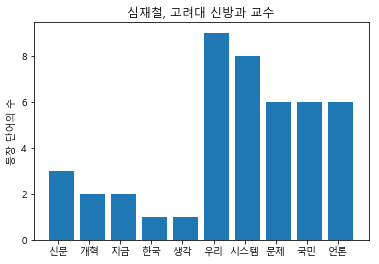 심재철, 고려대 신방과 교수
등장 단어의 수
8
6
4
2
0
신문 개혁 지금 한국 생각 우리 시스템 문제 국민 언론